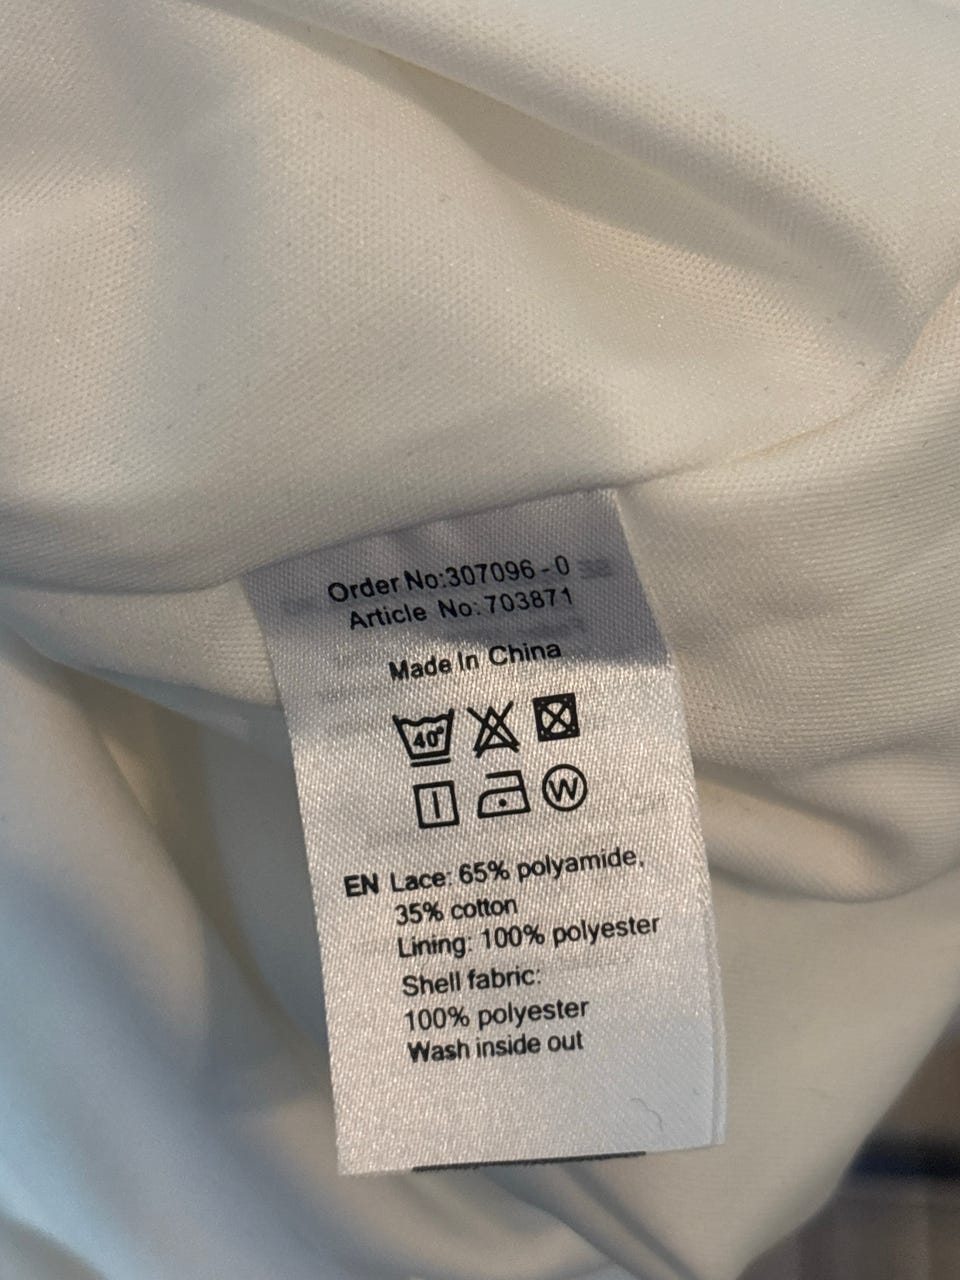 Order No:307096-0
Article No:703871
Made In China
40°
W
EN Lace: 65% polyamide,
35% cotton
Lining: 100% polyester
Shell fabric:
100% polyester
Wash inside out